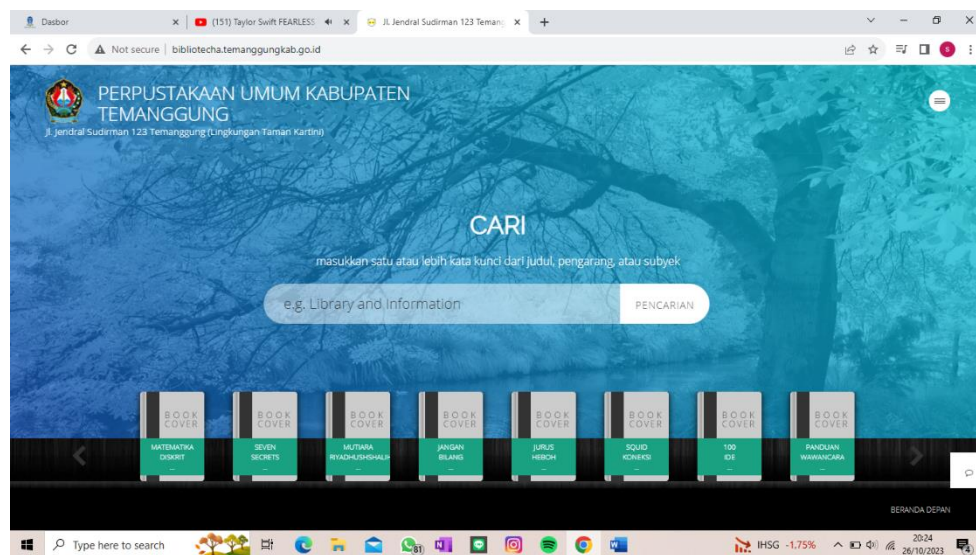 Dasbor
(151) Taylor Swift FEARLESS
Jl. Jendral Sudirman 123 Temang
Not secure
bibliotecha.temanggungkab.go.id
S
PERPUSTAKAAN UMUM KABUPATEN
TEMANGGUNG
Jl. Jendral Sudirman 123 Temanggung (Lingkungan Taman Kartini)
CARI
masukkan satu atau lebih kata kunci dari judul, pengarang, atau subyek
e.g. Library and Information
PENCARIAN
BOOK COVER
MATEMATIKA DISKRIT ...
BOOK COVER
SEVEN SECRETS ...
BOOK COVER
MUTIARA RIYADHUSHSHALIH ...
BOOK COVER
JANGAN BILANG ...
BOOK COVER
JURUS HEBOH ...
BOOK COVER
SQUID KONEKSI ...
BOOK COVER
100 IDE ...
BOOK COVER
PANDUAN WAWANCARA ...
BERANDA DEPAN
Type here to search
81
IHSG -1,75%
20:24
26/10/2023